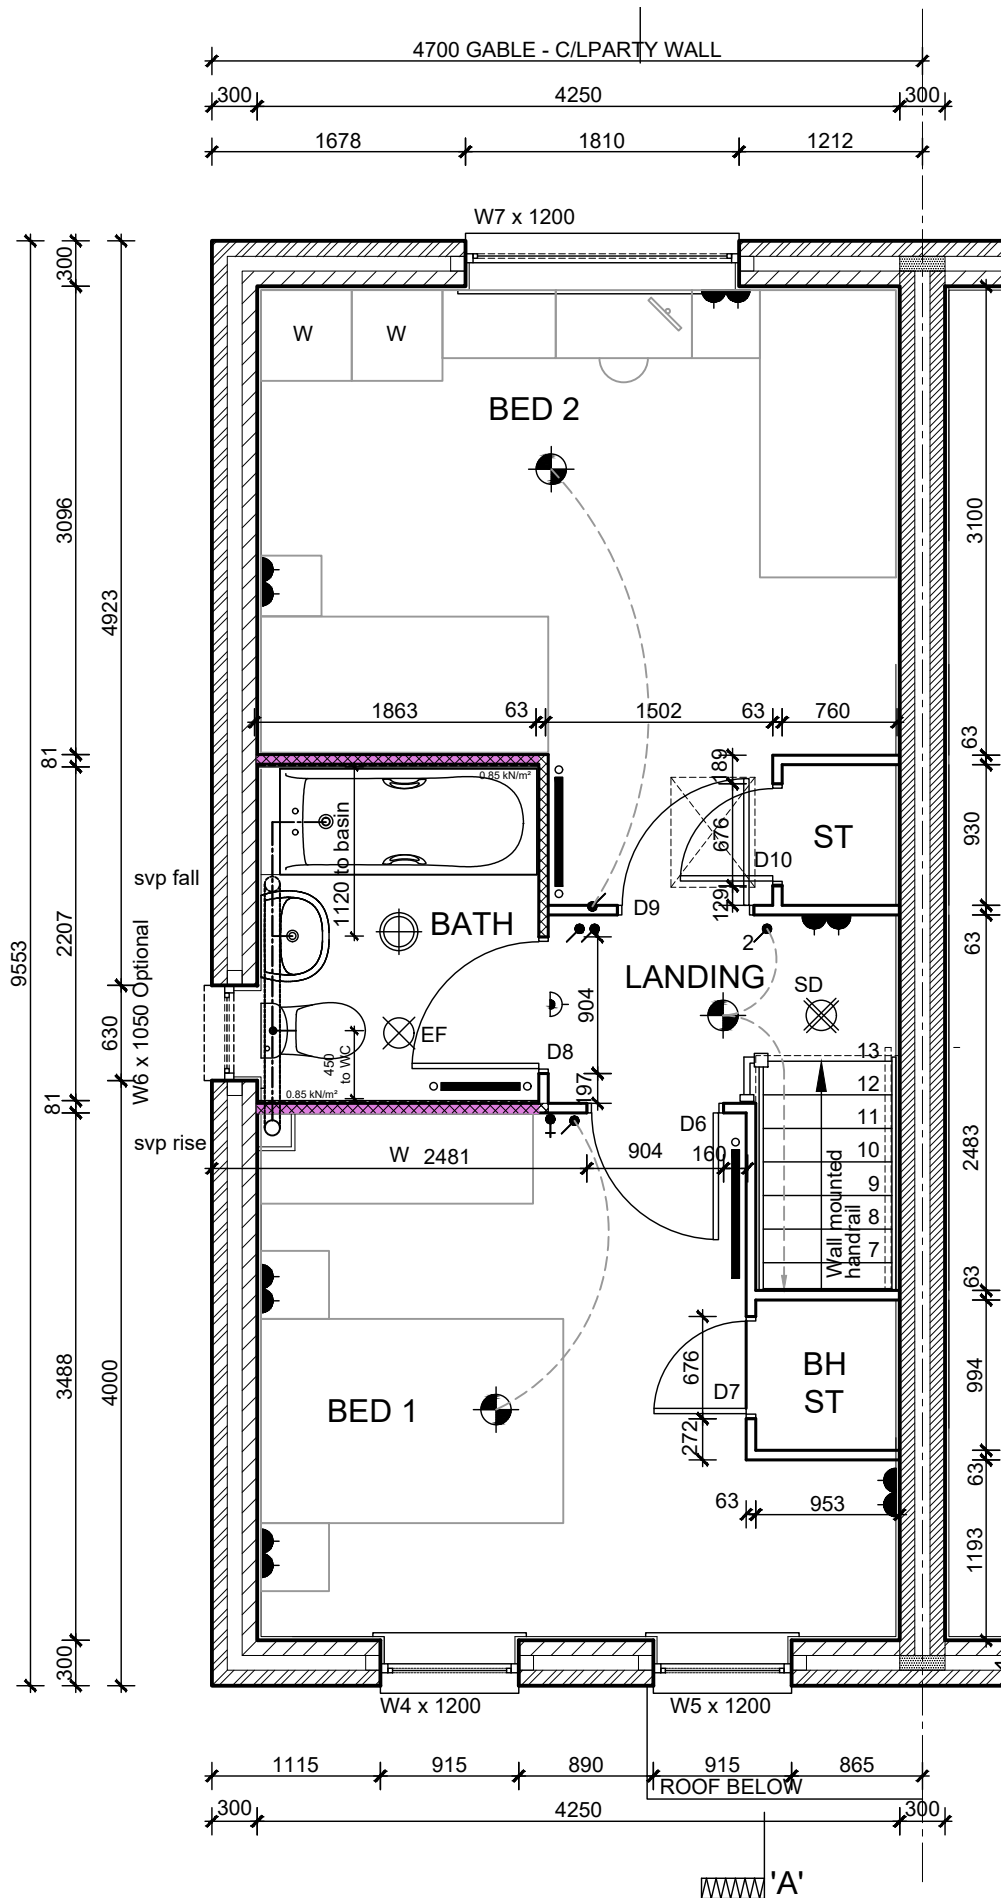 4700 GABLE - C/LPARTY WALL
300 4250 300
1678 1810 1212
W7 x 1200
300
W W
BED 2
3096
3100
4923
1863 63 1502 63 760
81
63
189
0.85 kN/m²
1120 to basin
676
D10
ST
930
svp fall
129
D9
BATH
63
2
LANDING
2207
9553
SD
904
EF
630
W6 x 1050 Optional
450
to WC
D8
13
12
11
10
9
8
7
197
0.85 kN/m²
81
D6
svp rise
W 2481 904 160
Wall mounted
handrail
2483
63
BH
ST
676
994
D7
BED 1
3488
4000
272
63
63 953
1193
300
W4 x 1200 W5 x 1200
1115 915 890 915 865
ROOF BELOW
300 4250 300
'A'